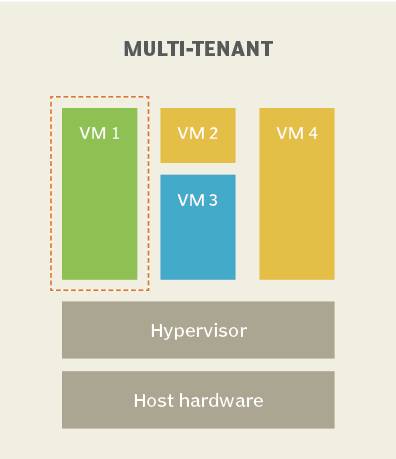 MULTI-TENANT
VM 1
VM 2
VM 4
VM 3
Hypervisor
Host hardware